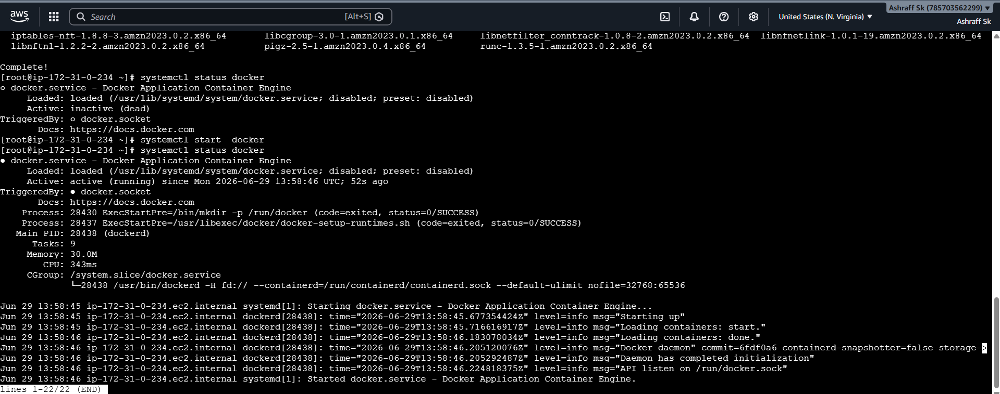 aws
Search [Alt+S]
United States (N. Virginia) ▼
Ashraff Sk (785703562299) ▼
Ashraff Sk
iptables-nft-1.8.8-3.amzn2023.0.2.x86_64 libcgroup-3.0-1.amzn2023.0.1.x86_64 libnetfilter_conntrack-1.0.8-2.amzn2023.0.2.x86_64 libnfnetlink-1.0.1-19.amzn2023.0.2.x86_64
libnftnl-1.2.2-2.amzn2023.0.2.x86_64 pigz-2.5-1.amzn2023.0.4.x86_64 runc-1.3.5-1.amzn2023.0.2.x86_64
Complete!
[root@ip-172-31-0-234 ~]# systemctl status docker
○ docker.service - Docker Application Container Engine
Loaded: loaded (/usr/lib/systemd/system/docker.service; disabled; preset: disabled)
Active: inactive (dead)
TriggeredBy: ○ docker.socket
Docs: https://docs.docker.com
[root@ip-172-31-0-234 ~]# systemctl start  docker
[root@ip-172-31-0-234 ~]# systemctl status docker
● docker.service - Docker Application Container Engine
Loaded: loaded (/usr/lib/systemd/system/docker.service; disabled; preset: disabled)
Active: active (running) since Mon 2026-06-29 13:58:46 UTC; 52s ago
TriggeredBy: ● docker.socket
Docs: https://docs.docker.com
Process: 28430 ExecStartPre=/bin/mkdir -p /run/docker (code=exited, status=0/SUCCESS)
Process: 28437 ExecStartPre=/usr/libexec/docker/docker-setup-runtimes.sh (code=exited, status=0/SUCCESS)
Main PID: 28438 (dockerd)
Tasks: 9
Memory: 30.0M
CPU: 343ms
CGroup: /system.slice/docker.service
└─28438 /usr/bin/dockerd -H fd:// --containerd=/run/containerd/containerd.sock --default-ulimit nofile=32768:65536
Jun 29 13:58:45 ip-172-31-0-234.ec2.internal systemd[1]: Starting docker.service - Docker Application Container Engine...
Jun 29 13:58:45 ip-172-31-0-234.ec2.internal dockerd[28438]: time="2026-06-29T13:58:45.677354424Z" level=info msg="Starting up"
Jun 29 13:58:45 ip-172-31-0-234.ec2.internal dockerd[28438]: time="2026-06-29T13:58:45.716616917Z" level=info msg="Loading containers: start."
Jun 29 13:58:46 ip-172-31-0-234.ec2.internal dockerd[28438]: time="2026-06-29T13:58:46.183078034Z" level=info msg="Loading containers: done."
Jun 29 13:58:46 ip-172-31-0-234.ec2.internal dockerd[28438]: time="2026-06-29T13:58:46.205120076Z" level=info msg="Docker daemon" commit=6fdf0a6 containerd-snapshotter=false storage->
Jun 29 13:58:46 ip-172-31-0-234.ec2.internal dockerd[28438]: time="2026-06-29T13:58:46.205292487Z" level=info msg="Daemon has completed initialization"
Jun 29 13:58:46 ip-172-31-0-234.ec2.internal dockerd[28438]: time="2026-06-29T13:58:46.224818375Z" level=info msg="API listen on /run/docker.sock"
Jun 29 13:58:46 ip-172-31-0-234.ec2.internal systemd[1]: Started docker.service - Docker Application Container Engine.
lines 1-22/22 (END)